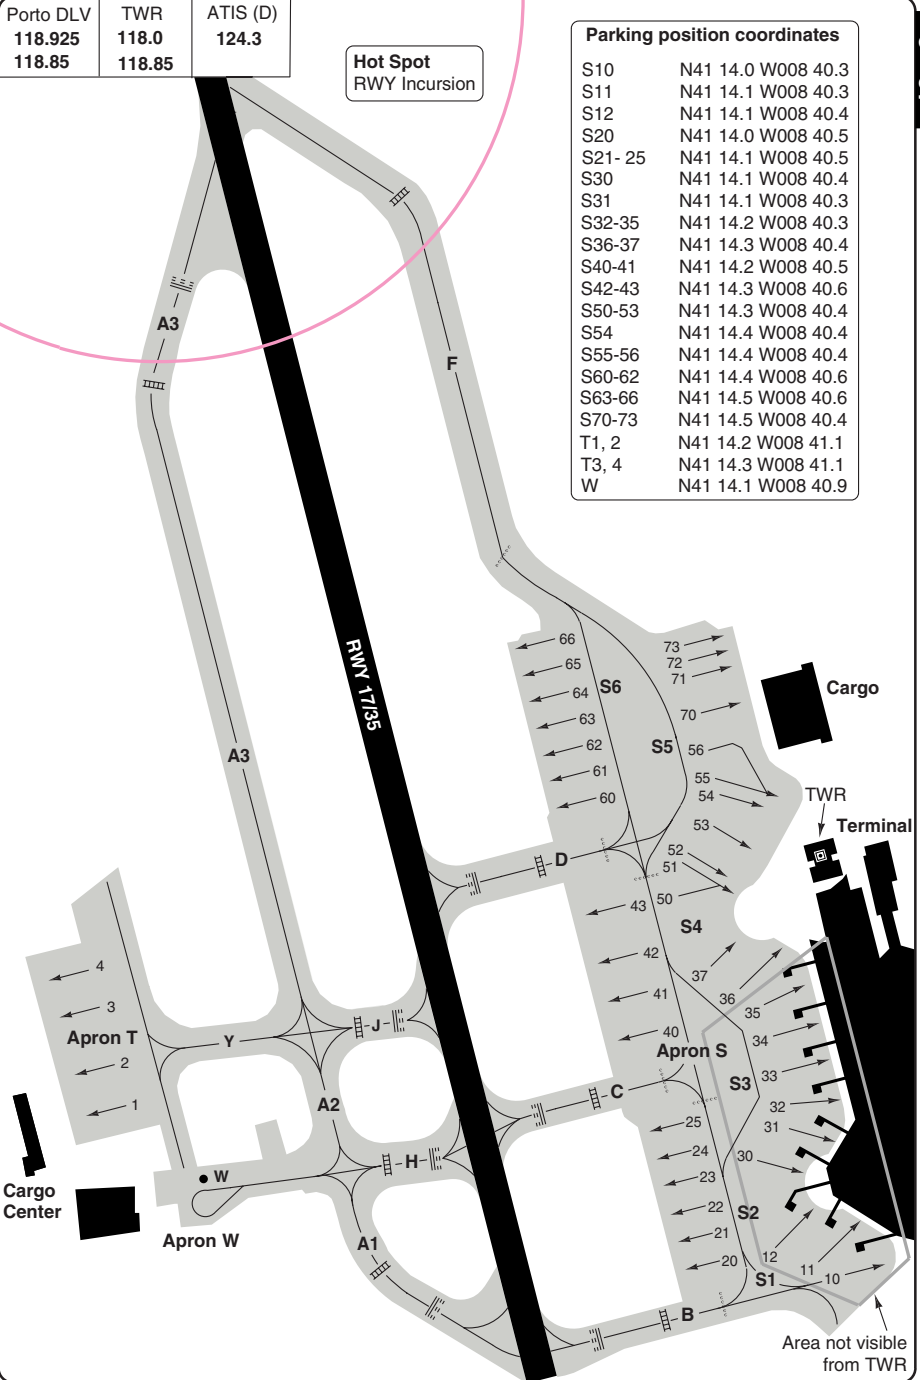 Porto DLV TWR ATIS (D)
118.925 118.0 124.3
118.85 118.85
Hot Spot
RWY Incursion
Parking position coordinates
S10 N41 14.0 W008 40.3
S11 N41 14.1 W008 40.3
S12 N41 14.1 W008 40.4
S20 N41 14.0 W008 40.5
S21- 25 N41 14.1 W008 40.5
S30 N41 14.1 W008 40.4
S31 N41 14.1 W008 40.3
S32-35 N41 14.2 W008 40.3
S36-37 N41 14.3 W008 40.4
S40-41 N41 14.2 W008 40.5
S42-43 N41 14.3 W008 40.6
S50-53 N41 14.3 W008 40.4
S54 N41 14.4 W008 40.4
S55-56 N41 14.4 W008 40.4
S60-62 N41 14.4 W008 40.6
S63-66 N41 14.5 W008 40.6
S70-73 N41 14.5 W008 40.4
T1, 2 N41 14.2 W008 41.1
T3, 4 N41 14.3 W008 41.1
W N41 14.1 W008 40.9
A3
F
RWY 17/35
66
73
65
72
71
64
S6
Cargo
63
70
62
S5
56
A3
61
55
60
54
TWR
53
Terminal
D
52
51
43
50
S4
42
37
4
41
36
3
35
J
40
34
Apron T
Y
Apron S
2
33
S3
C
1
A2
32
25
31
24
30
H
W
23
Cargo
Center
22
S2
21
Apron W
A1
20
12
11
S1
10
B
Area not visible
from TWR